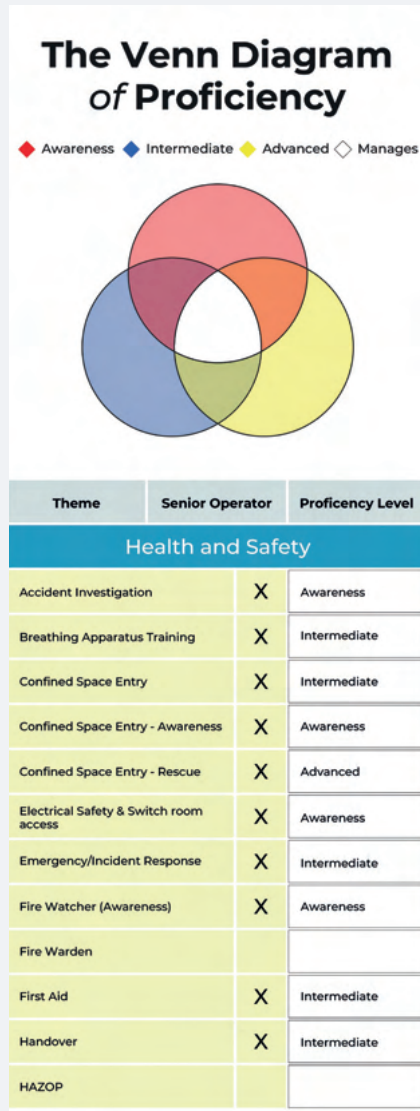 The Venn Diagram
of Proficiency
Awareness Intermediate Advanced Manages
Theme Senior Operator Proficency Level
Health and Safety
Accident Investigation X Awareness
Breathing Apparatus Training X Intermediate
Confined Space Entry X Intermediate
Confined Space Entry - Awareness X Awareness
Confined Space Entry - Rescue X Advanced
Electrical Safety & Switch room
access X Awareness
Emergency/Incident Response X Intermediate
Fire Watcher (Awareness) X Awareness
Fire Warden
First Aid X Intermediate
Handover X Intermediate
HAZOP